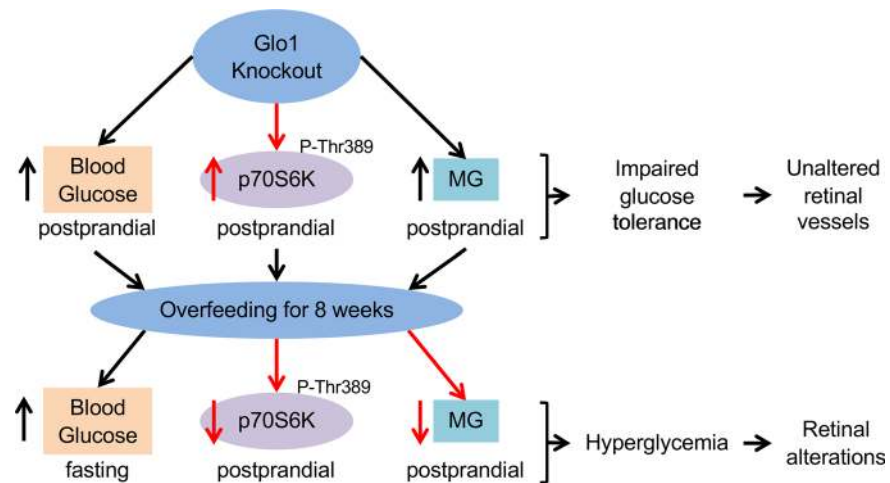 Glo1
Knockout
P-Thr389
Blood
Glucose
p70S6K
MG
postprandial
postprandial
postprandial
Impaired
glucose
tolerance
Unaltered
retinal
vessels
Overfeeding for 8 weeks
P-Thr389
Blood
Glucose
p70S6K
MG
fasting
postprandial
postprandial
Hyperglycemia
Retinal
alterations